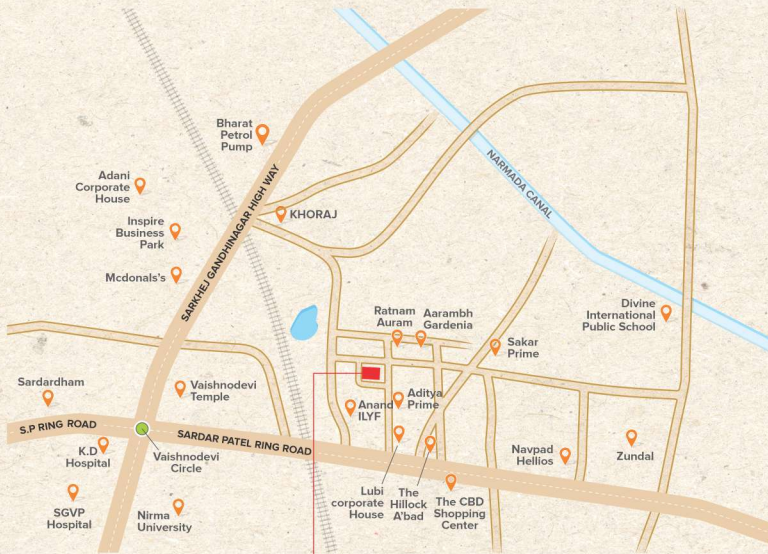 Bharat
Petrol
Pump
Adani
Corporate
House
NARMADA CANAL
KHORAJ
Inspire
Business
Park
SARKHEJ GANDHINAGAR HIGH WAY
Mcdonals's
Divine
International
Public School
Ratnam
Auram
Aarambh
Gardenia
Sakar
Prime
Sardardham
Vaishnodevi
Temple
Anand
ILYF
Aditya
Prime
S.P RING ROAD
SARDAR PATEL RING ROAD
K.D
Hospital
Vaishnodevi
Circle
Navpad
Hellios
Zundal
SGVP
Hospital
Nirma
University
Lubi
corporate
House
The
Hillock
A'bad
The CBD
Shopping
Center